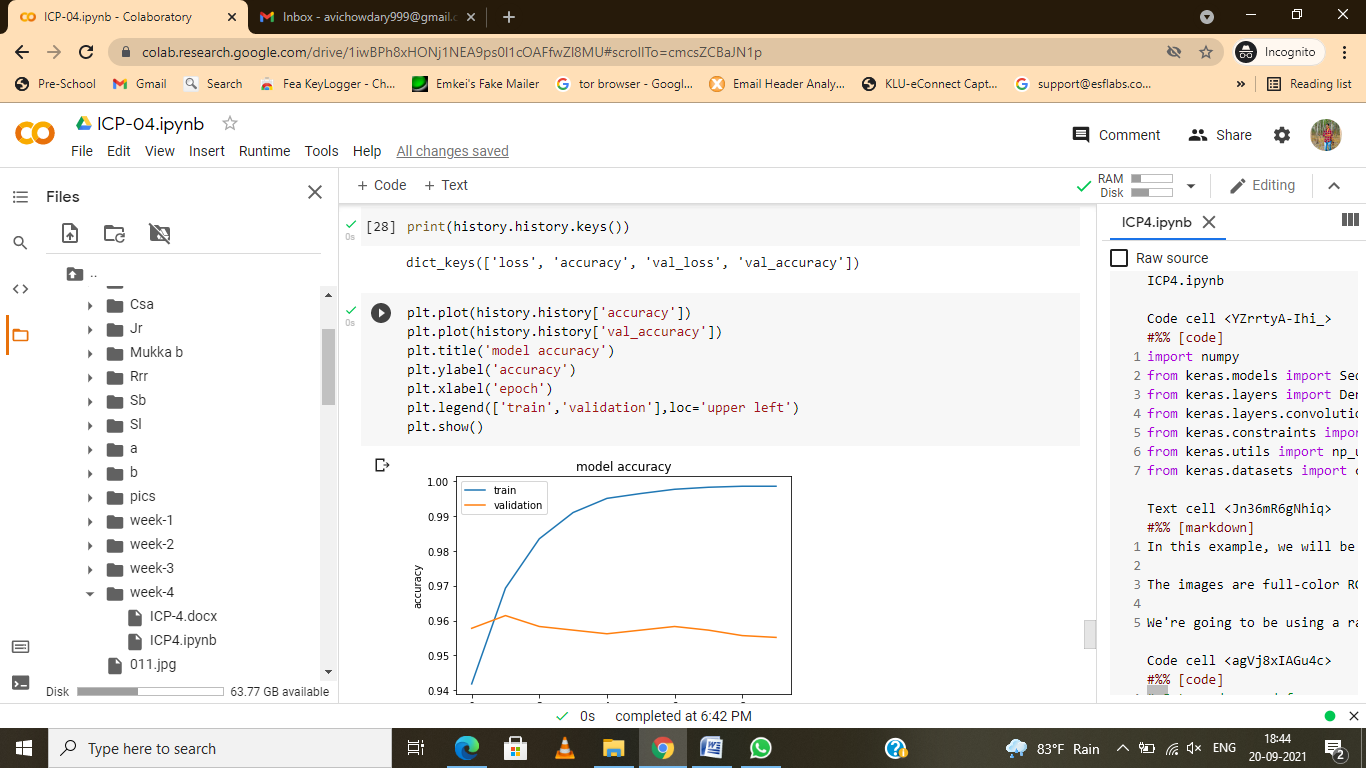 ICP-04.ipynb - Colaboratory
Inbox - avichowdary999@gmail.c
colab.research.google.com/drive/1iwBPh8xHONj1NEA9ps0l1cOAFfwZl8MU#scrollTo=cmcsZCBaJN1p
Incognito
Pre-School Gmail Search Fea KeyLogger - Ch... Emkei's Fake Mailer tor browser - Googl... Email Header Analy... KLU-eConnect Capt... support@esflabs.co... » Reading list
ICP-04.ipynb
File Edit View Insert Runtime Tools Help All changes saved
Comment Share
Files
+ Code + Text
RAM
Disk
Editing
..
Csa
Jr
Mukka b
Rrr
Sb
Sl
a
b
pics
week-1
week-2
week-3
week-4
ICP-4.docx
ICP4.ipynb
011.jpg
Disk 63.77 GB available
0s
[28] print(history.history.keys())
dict_keys(['loss', 'accuracy', 'val_loss', 'val_accuracy'])
0s
plt.plot(history.history['accuracy'])
plt.plot(history.history['val_accuracy'])
plt.title('model accuracy')
plt.ylabel('accuracy')
plt.xlabel('epoch')
plt.legend(['train','validation'],loc='upper left')
plt.show()
model accuracy
train
validation
1.00
0.99
0.98
0.97
0.96
0.95
0.94
accuracy
ICP4.ipynb
Raw source
ICP4.ipynb
Code cell <YZrrtyA-Ihi_>
#%% [code]
1 import numpy
2 from keras.models import Sec
3 from keras.layers import Der
4 from keras.layers.convolutio
5 from keras.constraints impor
6 from keras.utils import np_u
7 from keras.datasets import c
Text cell <Jn36mR6gNhiq>
#%% [markdown]
1 In this example, we will be
2
3 The images are full-color RG
4
5 We're going to be using a ra
Code cell <agVj8xIAGu4c>
#%% [code]
0s completed at 6:42 PM
Type here to search
83°F Rain
ENG
18:44
20-09-2021
2